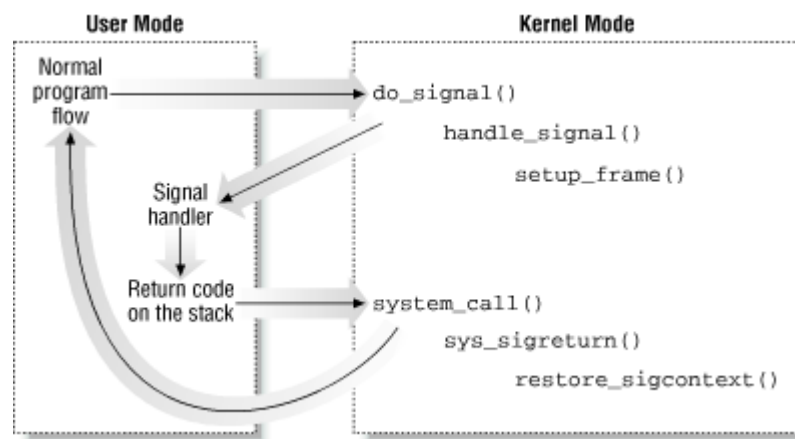 User Mode
Kernel Mode
Normal
program
flow
do_signal()
handle_signal()
setup_frame()
Signal
handler
Return code
on the stack
system_call()
sys_sigreturn()
restore_sigcontext()